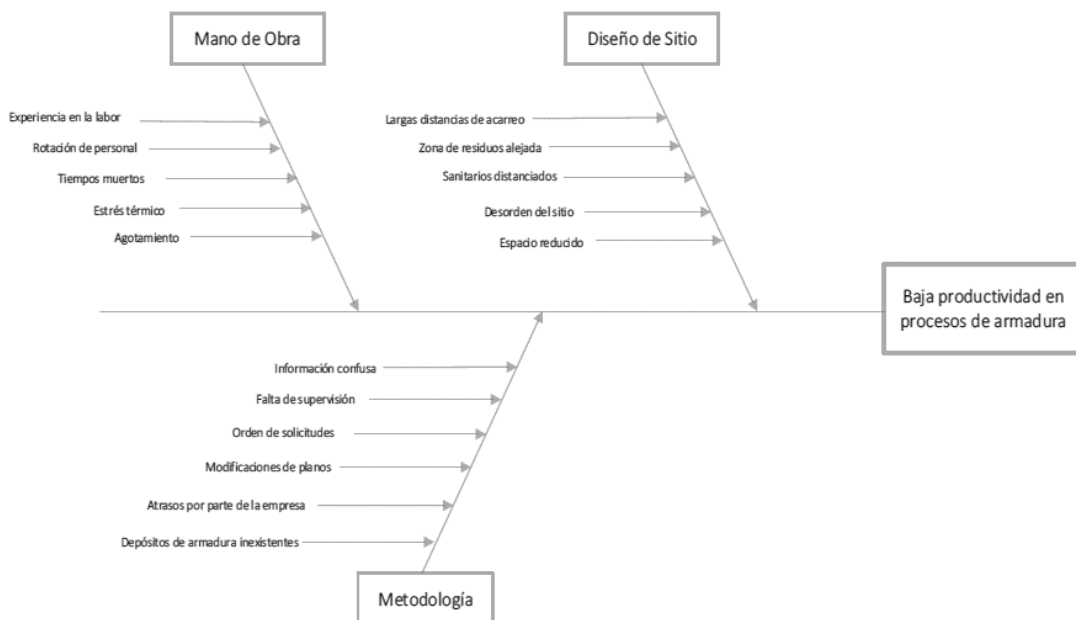 Mano de Obra
Diseño de Sitio
Experiencia en la labor
Rotación de personal
Tiempos muertos
Estrés térmico
Agotamiento
Largas distancias de acarreo
Zona de residuos alejada
Sanitarios distanciados
Desorden del sitio
Espacio reducido
Baja productividad en
procesos de armadura
Información confusa
Falta de supervisión
Orden de solicitudes
Modificaciones de planos
Atrasos por parte de la empresa
Depósitos de armadura inexistentes
Metodología